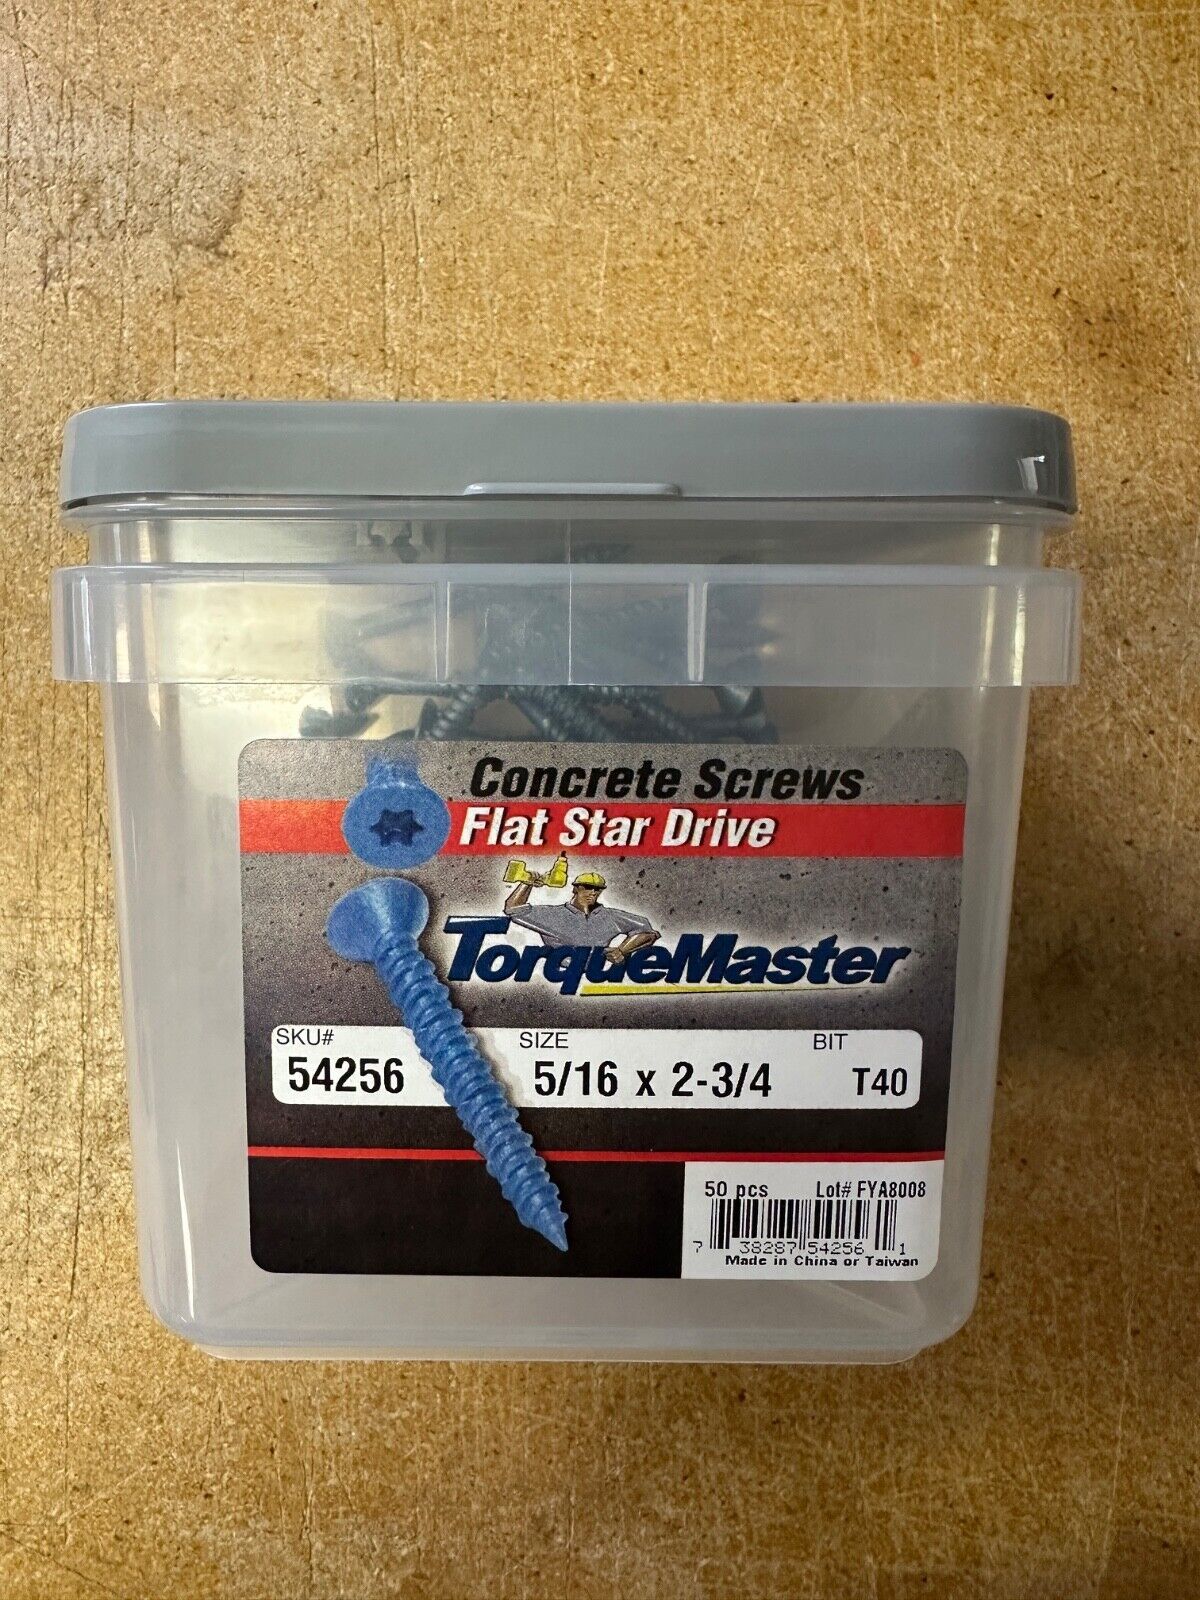 Concrete Screws
Flat Star Drive
TorqueMaster
SKU# SIZE BIT
54256 5/16 x 2-3/4 T40
50 pcs Lot# FYA8008
7 38287 54256 1
Made in China or Taiwan